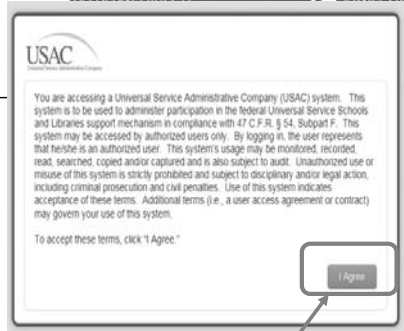 USAC
Universal Service Administrative Company
You are accessing a Universal Service Administrative Company (USAC) system. This
system is to be used to administer participation in the federal Universal Service Schools
and Libraries support mechanism in compliance with 47 C.F.R. § 54, Subpart F. This
system may be accessed by authorized users only. By logging in, the user represents
that he/she is an authorized user. This system's usage may be monitored, recorded,
read, searched, copied and/or captured and is also subject to audit. Unauthorized use or
misuse of this system is strictly prohibited and subject to disciplinary and/or legal action,
including criminal prosecution and civil penalties. Use of this system indicates
acceptance of these terms. Additional terms (i.e., a user access agreement or contract)
may govern your use of this system.
To accept these terms, click "I Agree."
I Agree